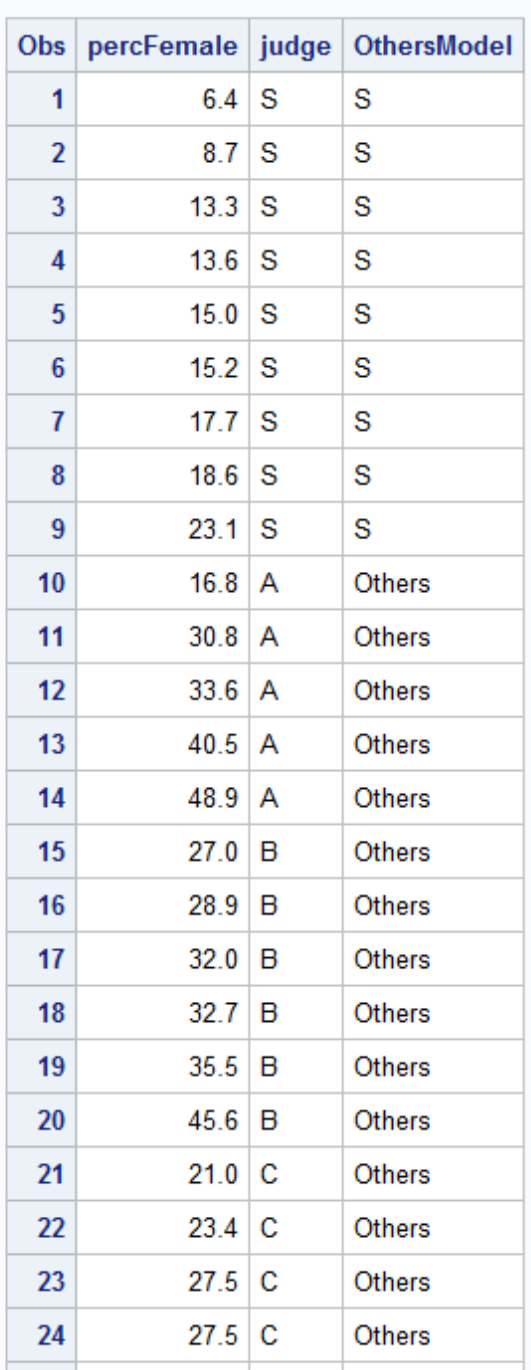 Obs percFemale judge OthersModel
1 6.4 S S
2 8.7 S S
3 13.3 S S
4 13.6 S S
5 15.0 S S
6 15.2 S S
7 17.7 S S
8 18.6 S S
9 23.1 S S
10 16.8 A Others
11 30.8 A Others
12 33.6 A Others
13 40.5 A Others
14 48.9 A Others
15 27.0 B Others
16 28.9 B Others
17 32.0 B Others
18 32.7 B Others
19 35.5 B Others
20 45.6 B Others
21 21.0 C Others
22 23.4 C Others
23 27.5 C Others
24 27.5 C Others